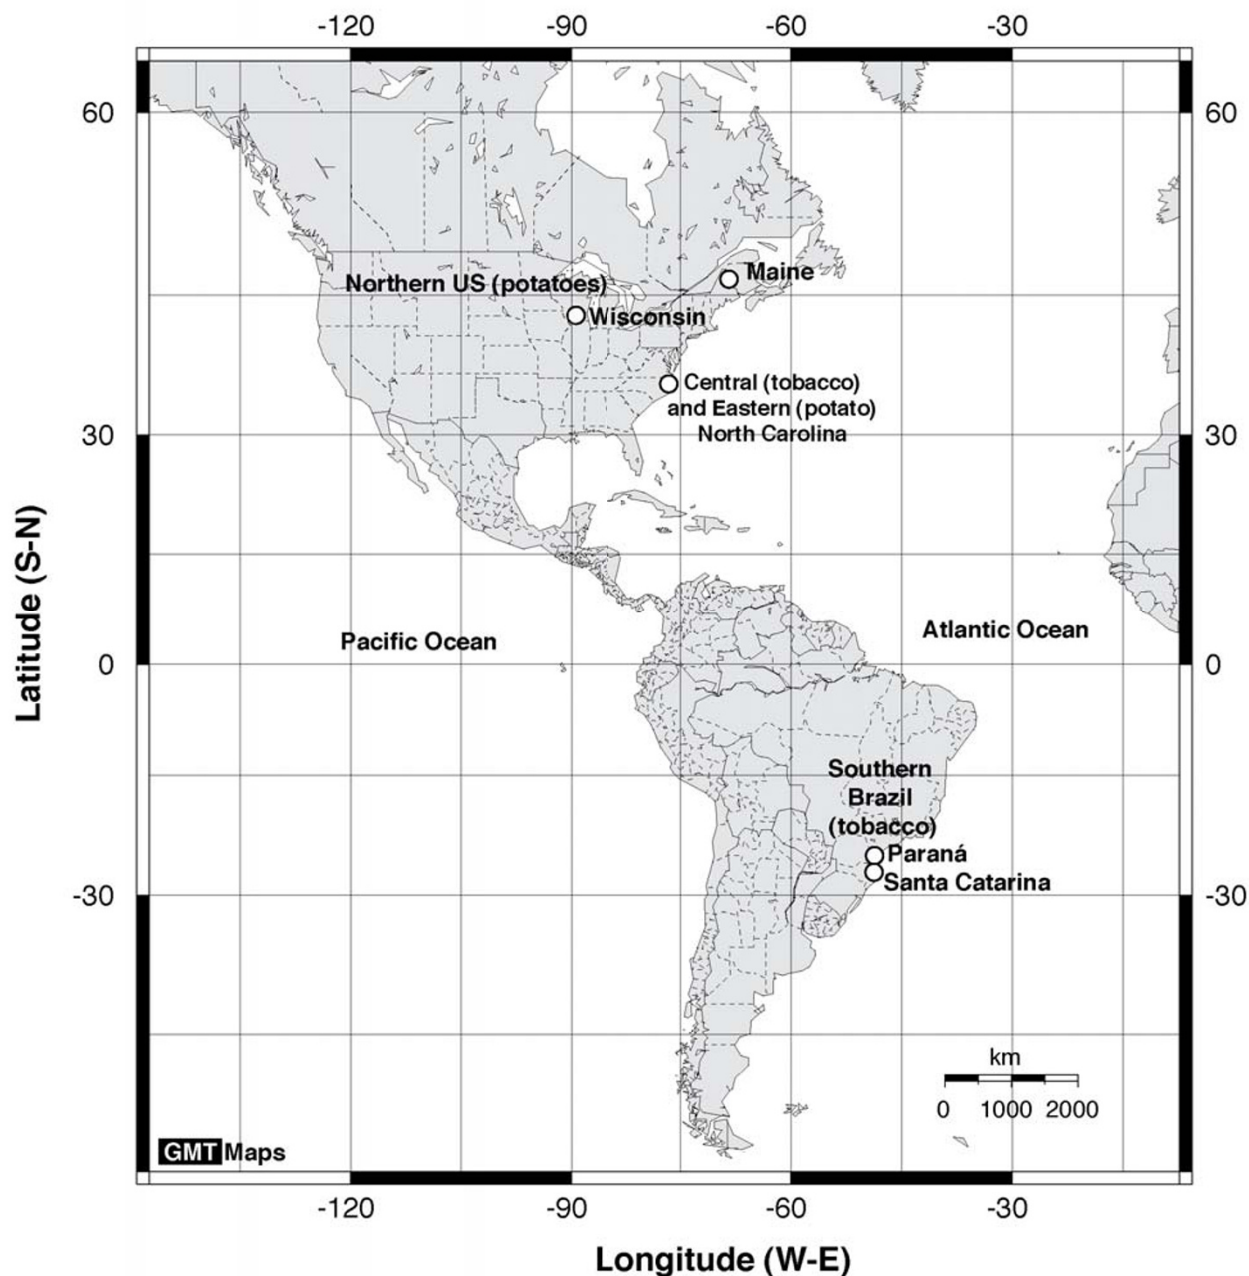 -120 -90 -60 -30
60 60
Maine
Northern US (potatoes)
Wisconsin
Central (tobacco)
and Eastern (potato)
North Carolina
30 30
Latitude (S-N)
Pacific Ocean
Atlantic Ocean
0 0
Southern
Brazil
(tobacco)
Paraná
Santa Catarina
-30 -30
km
0 1000 2000
GMT Maps
-120 -90 -60 -30
Longitude (W-E)